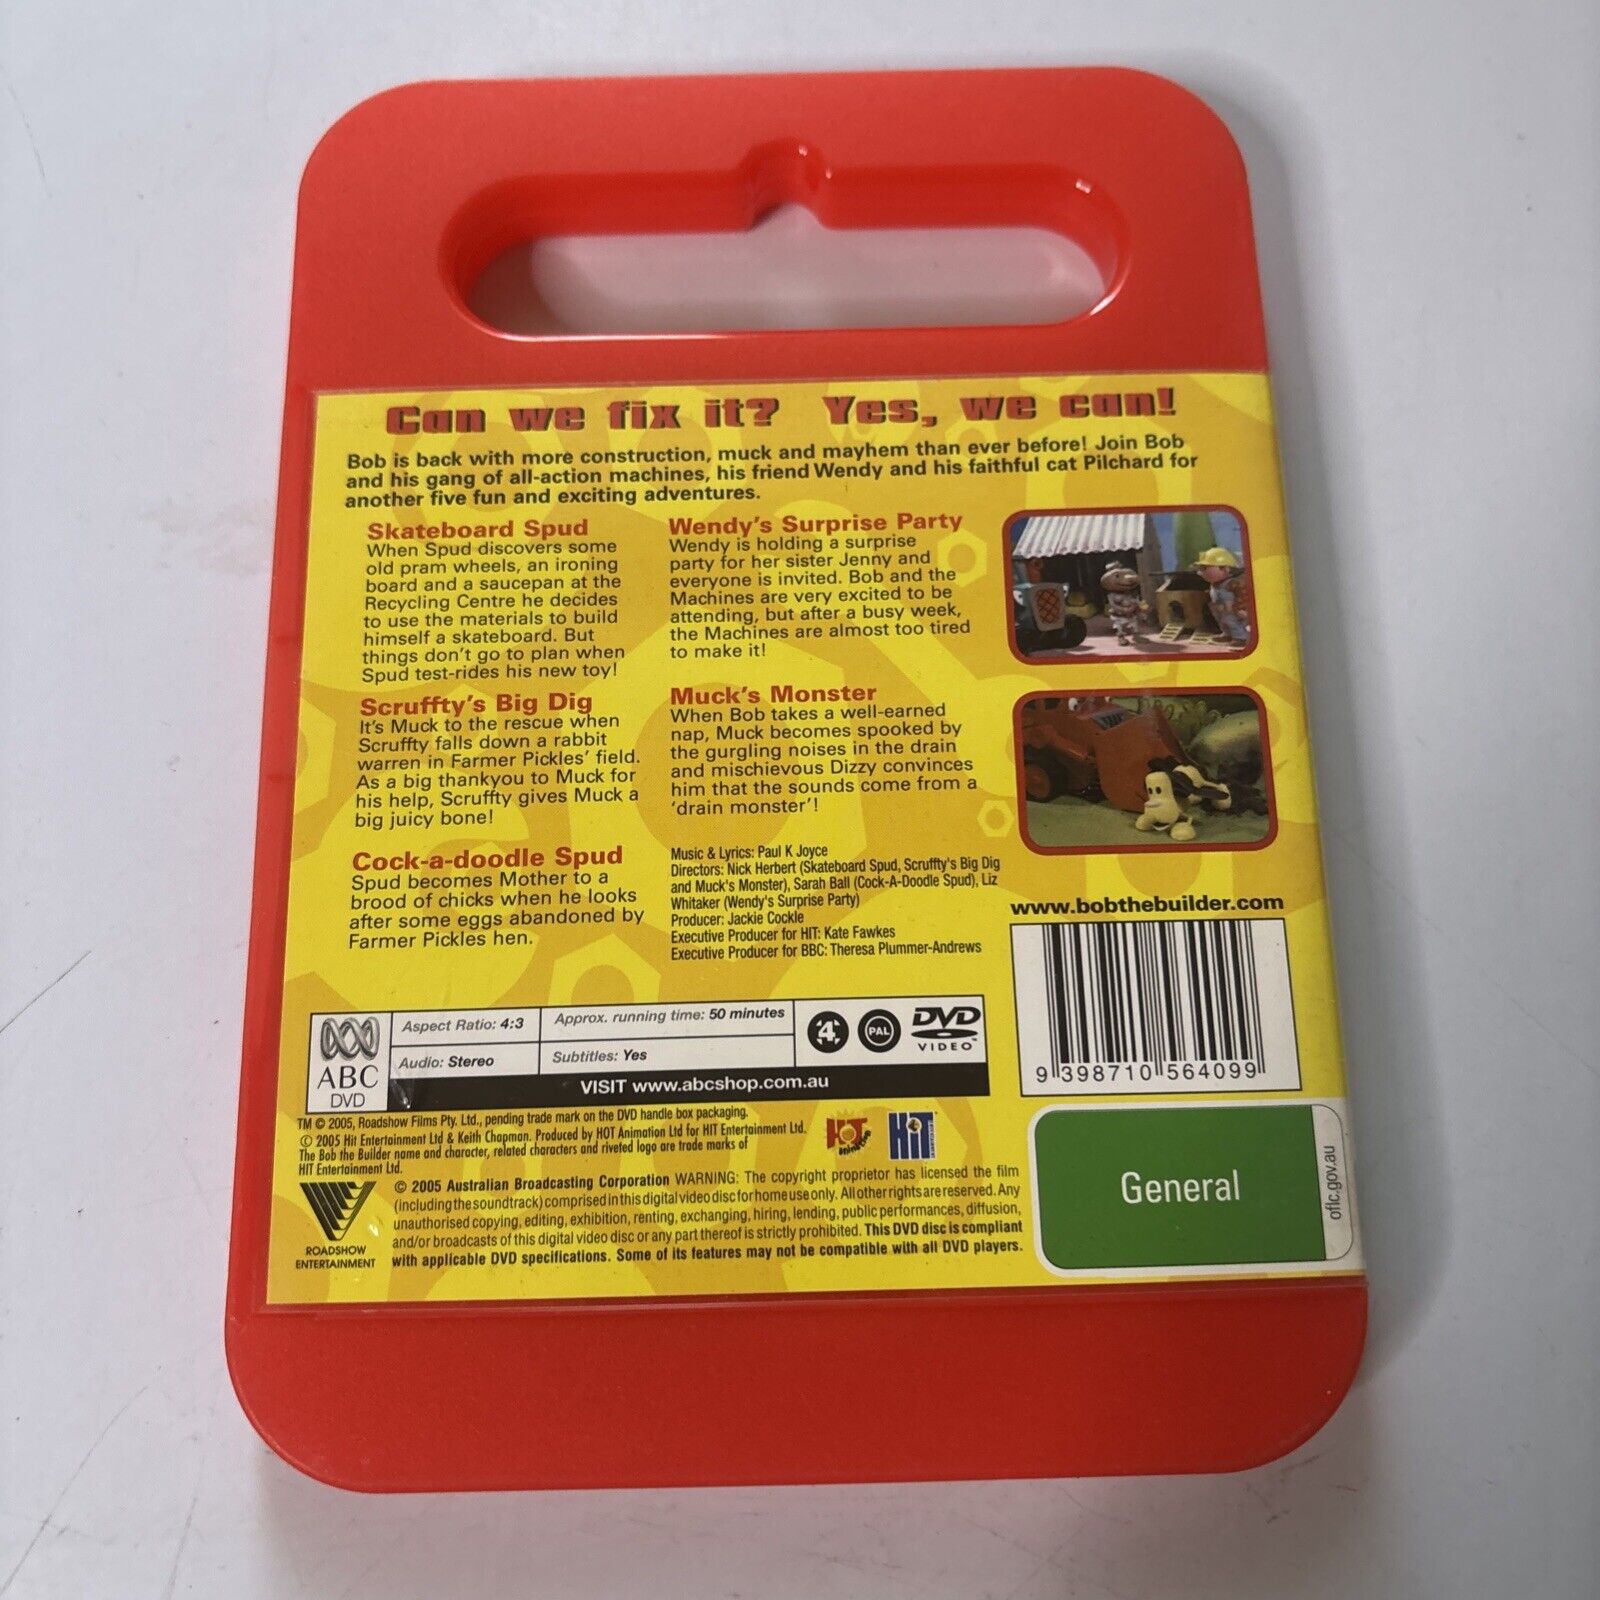 Can we fix it? Yes, we can!
Bob is back with more construction, muck and mayhem than ever before! Join Bob
and his gang of all-action machines, his friend Wendy and his faithful cat Pilchard for
another five fun and exciting adventures.
Skateboard Spud
When Spud discovers some
old pram wheels, an ironing
board and a saucepan at the
Recycling Centre he decides
to use the materials to build
himself a skateboard. But
things don't go to plan when
Spud test-rides his new toy!
Scruffty's Big Dig
It's Muck to the rescue when
Scruffty falls down a rabbit
warren in Farmer Pickles' field.
As a big thankyou to Muck for
his help, Scruffty gives Muck a
big juicy bone!
Cock-a-doodle Spud
Spud becomes Mother to a
brood of chicks when he looks
after some eggs abandoned by
Farmer Pickles hen.
Wendy's Surprise Party
Wendy is holding a surprise
party for her sister Jenny and
everyone is invited. Bob and the
Machines are very excited to be
attending, but after a busy week,
the Machines are almost too tired
to make it!
Muck's Monster
When Bob takes a well-earned
nap, Muck becomes spooked by
the gurgling noises in the drain
and mischievous Dizzy convinces
him that the sounds come from a
'drain monster'!
Music & Lyrics: Paul K Joyce
Directors: Nick Herbert (Skateboard Spud, Scruffty's Big Dig
and Muck's Monster), Sarah Ball (Cock-A-Doodle Spud), Liz
Whitaker (Wendy's Surprise Party)
Producer: Jackie Cockle
Executive Producer for HIT: Kate Fawkes
Executive Producer for BBC: Theresa Plummer-Andrews
www.bobthebuilder.com
9 398710 564099
ABC
DVD
Aspect Ratio: 4:3
Approx. running time: 50 minutes
Audio: Stereo
Subtitles: Yes
4
PAL
DVD
VIDEO™
VISIT www.abcshop.com.au
TM © 2005, Roadshow Films Pty. Ltd., pending trade mark on the DVD handle box packaging.
© 2005 Hit Entertainment Ltd & Keith Chapman. Produced by HOT Animation Ltd for HIT Entertainment Ltd.
The Bob the Builder name and character, related characters and riveted logo are trade marks of
HIT Entertainment Ltd.
HOT
animation
HiT
ROADSHOW
ENTERTAINMENT
© 2005 Australian Broadcasting Corporation WARNING: The copyright proprietor has licensed the film
(including the soundtrack) comprised in this digital video disc for home use only. All other rights are reserved. Any
unauthorised copying, editing, exhibition, renting, exchanging, hiring, lending, public performances, diffusion,
and/or broadcasts of this digital video disc or any part thereof is strictly prohibited. This DVD disc is compliant
with applicable DVD specifications. Some of its features may not be compatible with all DVD players.
General
oflc.gov.au